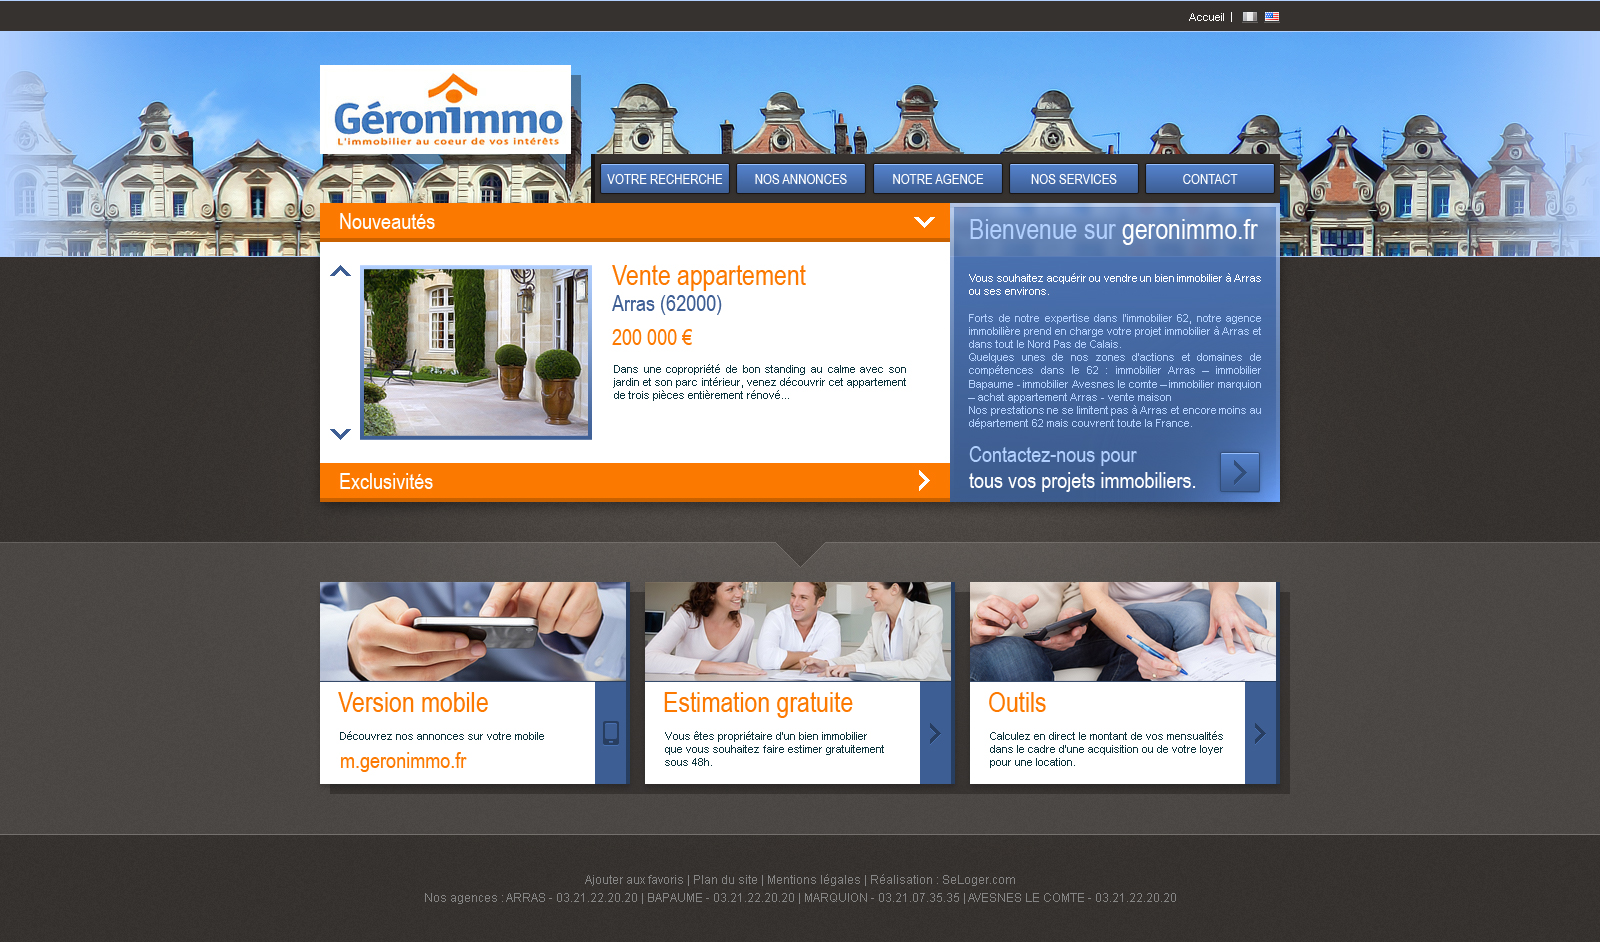 Accueil |
Géronimmo
L'immobilier au coeur de vos intérêts
VOTRE RECHERCHE
NOS ANNONCES
NOTRE AGENCE
NOS SERVICES
CONTACT
Nouveautés
Vente appartement
Arras (62000)
200 000 €
Dans une copropriété de bon standing au calme avec son
jardin et son parc intérieur, venez découvrir cet appartement
de trois pièces entièrement rénové...
Exclusivités
Bienvenue sur geronimmo.fr
Vous souhaitez acquérir ou vendre un bien immobilier à Arras
ou ses environs.
Forts de notre expertise dans l'immobilier 62, notre agence
immobilière prend en charge votre projet immobilier à Arras et
dans tout le Nord Pas de Calais.
Quelques unes de nos zones d'actions et domaines de
compétences dans le 62 : immobilier Arras – immobilier
Bapaume - immobilier Avesnes le comte – immobilier marquion
– achat appartement Arras - vente maison
Nos prestations ne se limitent pas à Arras et encore moins au
département 62 mais couvrent toute la France.
Contactez-nous pour
tous vos projets immobiliers.
Version mobile
Découvrez nos annonces sur votre mobile
m.geronimmo.fr
Estimation gratuite
Vous êtes propriétaire d'un bien immobilier
que vous souhaitez faire estimer gratuitement
sous 48h.
Outils
Calculez en direct le montant de vos mensualités
dans le cadre d'une acquisition ou de votre loyer
pour une location.
Ajouter aux favoris | Plan du site | Mentions légales | Réalisation : SeLoger.com
Nos agences : ARRAS - 03.21.22.20.20 | BAPAUME - 03.21.22.20.20 | MARQUION - 03.21.07.35.35 | AVESNES LE COMTE - 03.21.22.20.20